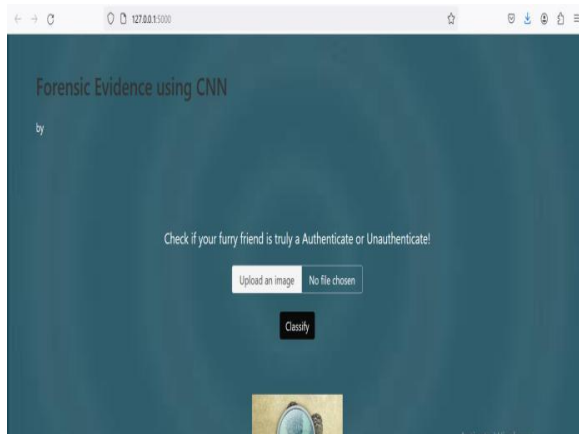 127.0.0.1:5000
Forensic Evidence using CNN
by
Check if your furry friend is truly a Authenticate or Unauthenticate!
Upload an image No file chosen
Classify